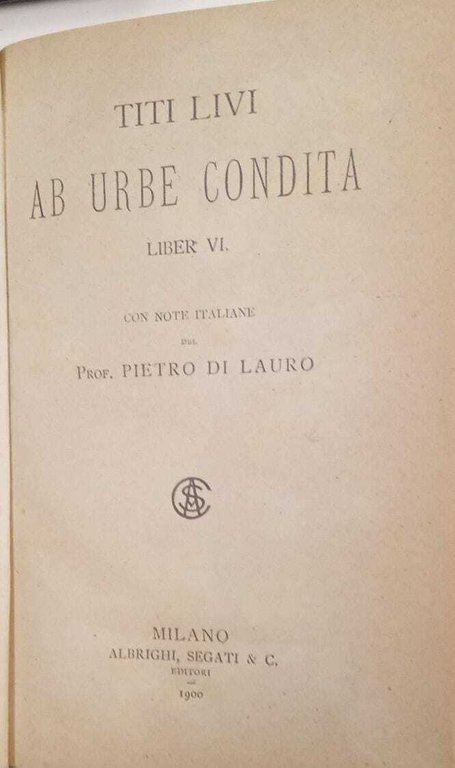 TITI LIVI
AB URBE CONDITA
LIBER VI.
CON NOTE ITALIANE
DEL
PROF. PIETRO DI LAURO
MILANO
ALBRIGHI, SEGATI & C.
EDITORI
1900